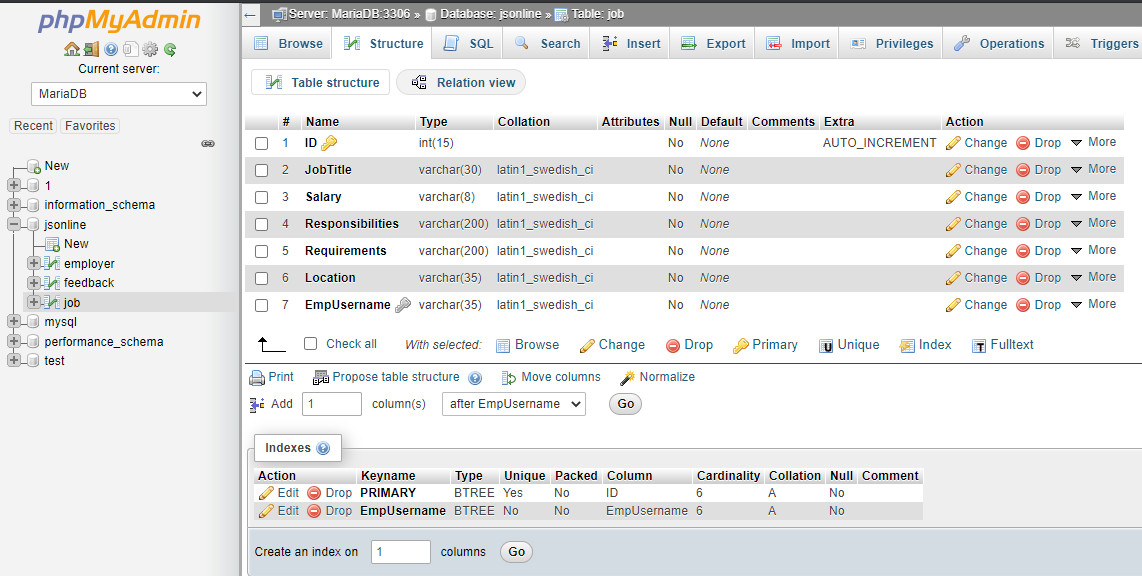 phpMyAdmin
Current server:
MariaDB
Recent Favorites
New
1
information_schema
jsonline
New
employer
feedback
job
mysql
performance_schema
test
Server: MariaDB:3306 » Database: jsonline » Table: job
Browse Structure SQL Search Insert Export Import Privileges Operations Triggers
Table structure Relation view
# Name Type Collation Attributes Null Default Comments Extra Action
1 ID int(15) No None AUTO_INCREMENT Change Drop More
2 JobTitle varchar(30) latin1_swedish_ci No None Change Drop More
3 Salary varchar(8) latin1_swedish_ci No None Change Drop More
4 Responsibilities varchar(200) latin1_swedish_ci No None Change Drop More
5 Requirements varchar(200) latin1_swedish_ci No None Change Drop More
6 Location varchar(35) latin1_swedish_ci No None Change Drop More
7 EmpUsername varchar(35) latin1_swedish_ci No None Change Drop More
Check all With selected: Browse Change Drop Primary Unique Index Fulltext
Print Propose table structure Move columns Normalize
Add 1 column(s) after EmpUsername Go
Indexes
Action Keyname Type Unique Packed Column Cardinality Collation Null Comment
Edit Drop PRIMARY BTREE Yes No ID 6 A No
Edit Drop EmpUsername BTREE No No EmpUsername 6 A No
Create an index on 1 columns Go